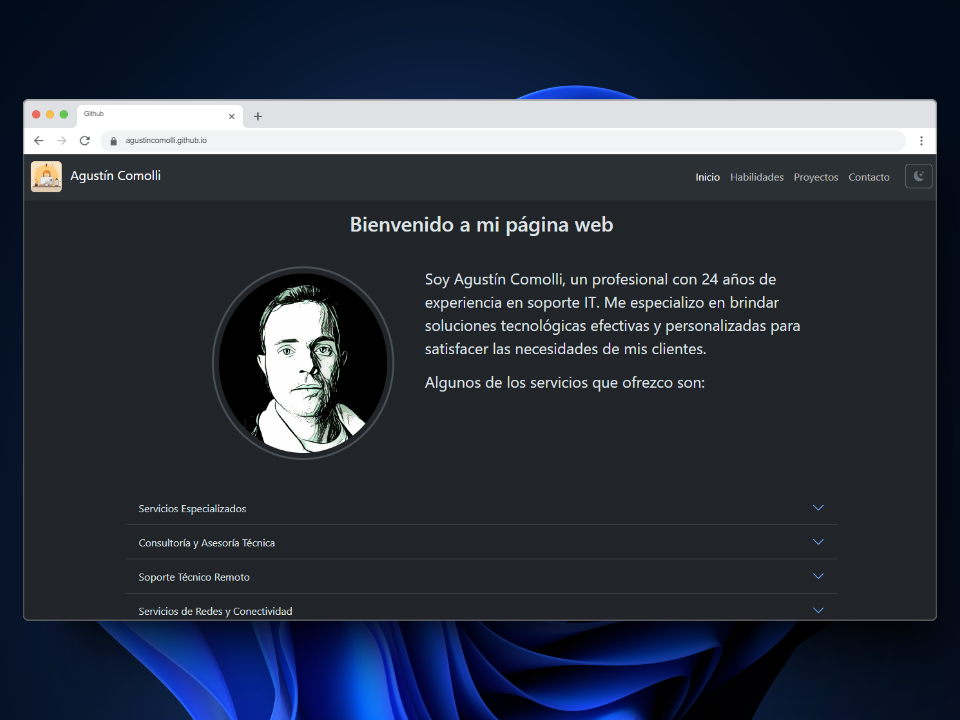 Github
agustincomolli.github.io
Agustín Comolli
Inicio Habilidades Proyectos Contacto
Bienvenido a mi página web
Soy Agustín Comolli, un profesional con 24 años de
experiencia en soporte IT. Me especializo en brindar
soluciones tecnológicas efectivas y personalizadas para
satisfacer las necesidades de mis clientes.
Algunos de los servicios que ofrezco son:
Servicios Especializados
Consultoría y Asesoría Técnica
Soporte Técnico Remoto
Servicios de Redes y Conectividad